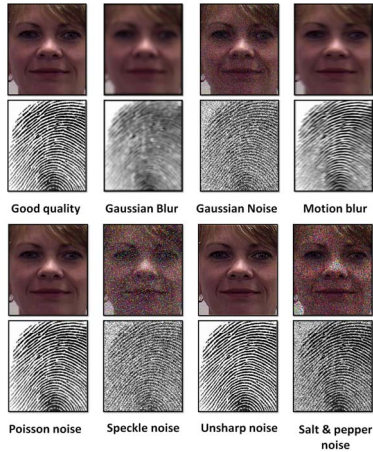 Good quality
Gaussian Blur
Gaussian Noise
Motion blur
Poisson noise
Speckle noise
Unsharp noise
Salt & pepper
noise